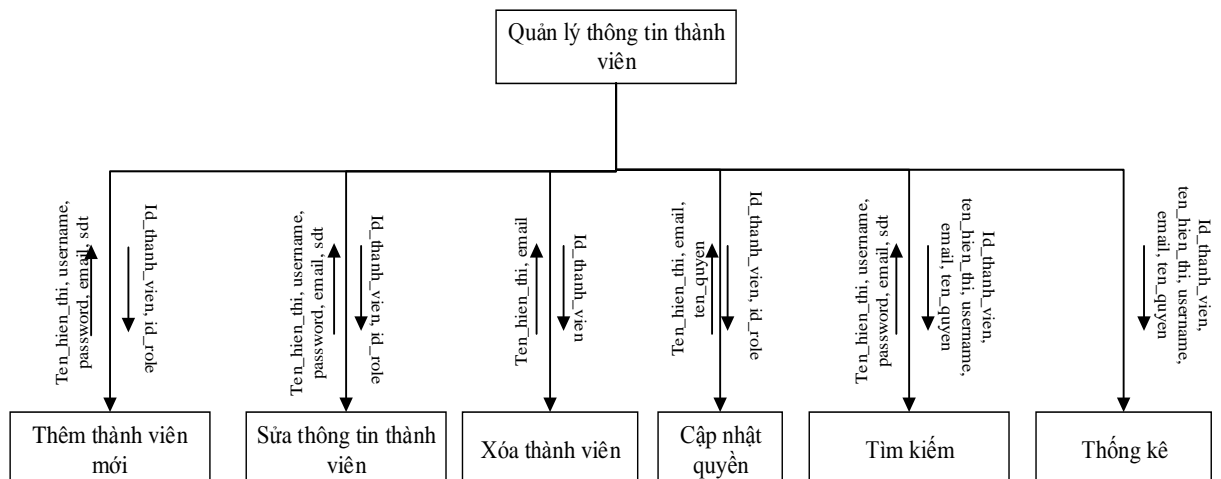 Quản lý thông tin thành
viên
Ten_hien_thi, username,
password, email, sdt
Id_thanh_vien, id_role
Ten_hien_thi, username,
password, email, sdt
Id_thanh_vien, id_role
Ten_hien_thi, email
Id_thanh_vien
Ten_hien_thi, email,
ten_quyen
Id_thanh_vien, id_role
Ten_hien_thi, username,
password, email, sdt
Id_thanh_vien,
ten_hien_thi, username,
email, ten_quyen
Id_thanh_vien,
ten_hien_thi, username,
email, ten_quyen
Thêm thành viên
mới
Sửa thông tin thành
viên
Xóa thành viên
Cập nhật
quyền
Tìm kiếm
Thống kê